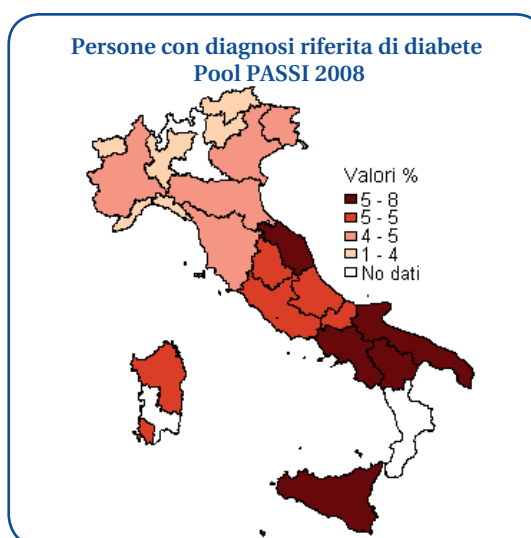 Persone con diagnosi riferita di diabete
Pool PASSI 2008
Valori %
5 - 8
5 - 5
4 - 5
1 - 4
No dati